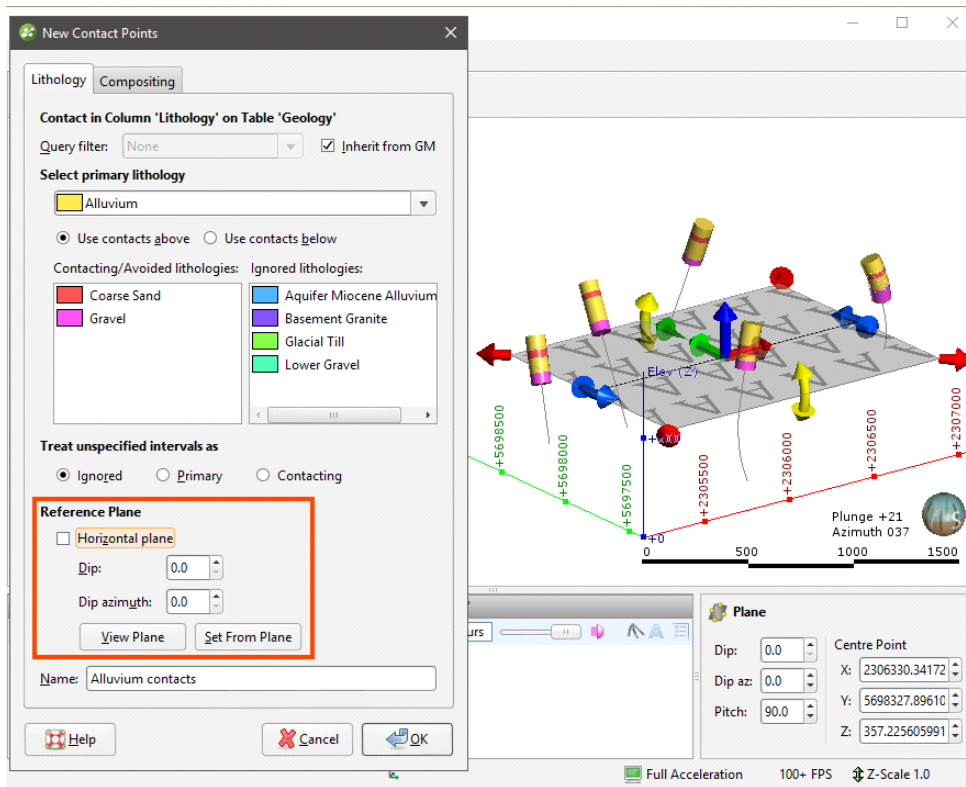 New Contact Points
Lithology Compositing
Contact in Column 'Lithology' on Table 'Geology'
Query filter: None Inherit from GM
Select primary lithology
Alluvium
Use contacts above Use contacts below
Contacting/Avoided lithologies: Ignored lithologies:
Coarse Sand Aquifer Miocene Alluvium
Gravel Basement Granite
Glacial Till
Lower Gravel
Treat unspecified intervals as
Ignored Primary Contacting
Reference Plane
Horizontal plane
Dip: 0.0
Dip azimuth: 0.0
View Plane Set From Plane
Name: Alluvium contacts
Help Cancel OK
Elev (Z)
+5698500
+5698000
+5697500
+0
+2305500
+2306000
+2306500
+2307000
Plunge +21
Azimuth 037
0 500 1000 1500
urs
Plane
Dip: 0.0
Dip az: 0.0
Pitch: 90.0
Centre Point
X: 2306330.34172
Y: 5698327.89610
Z: 357.225605991
Full Acceleration 100+ FPS Z-Scale 1.0